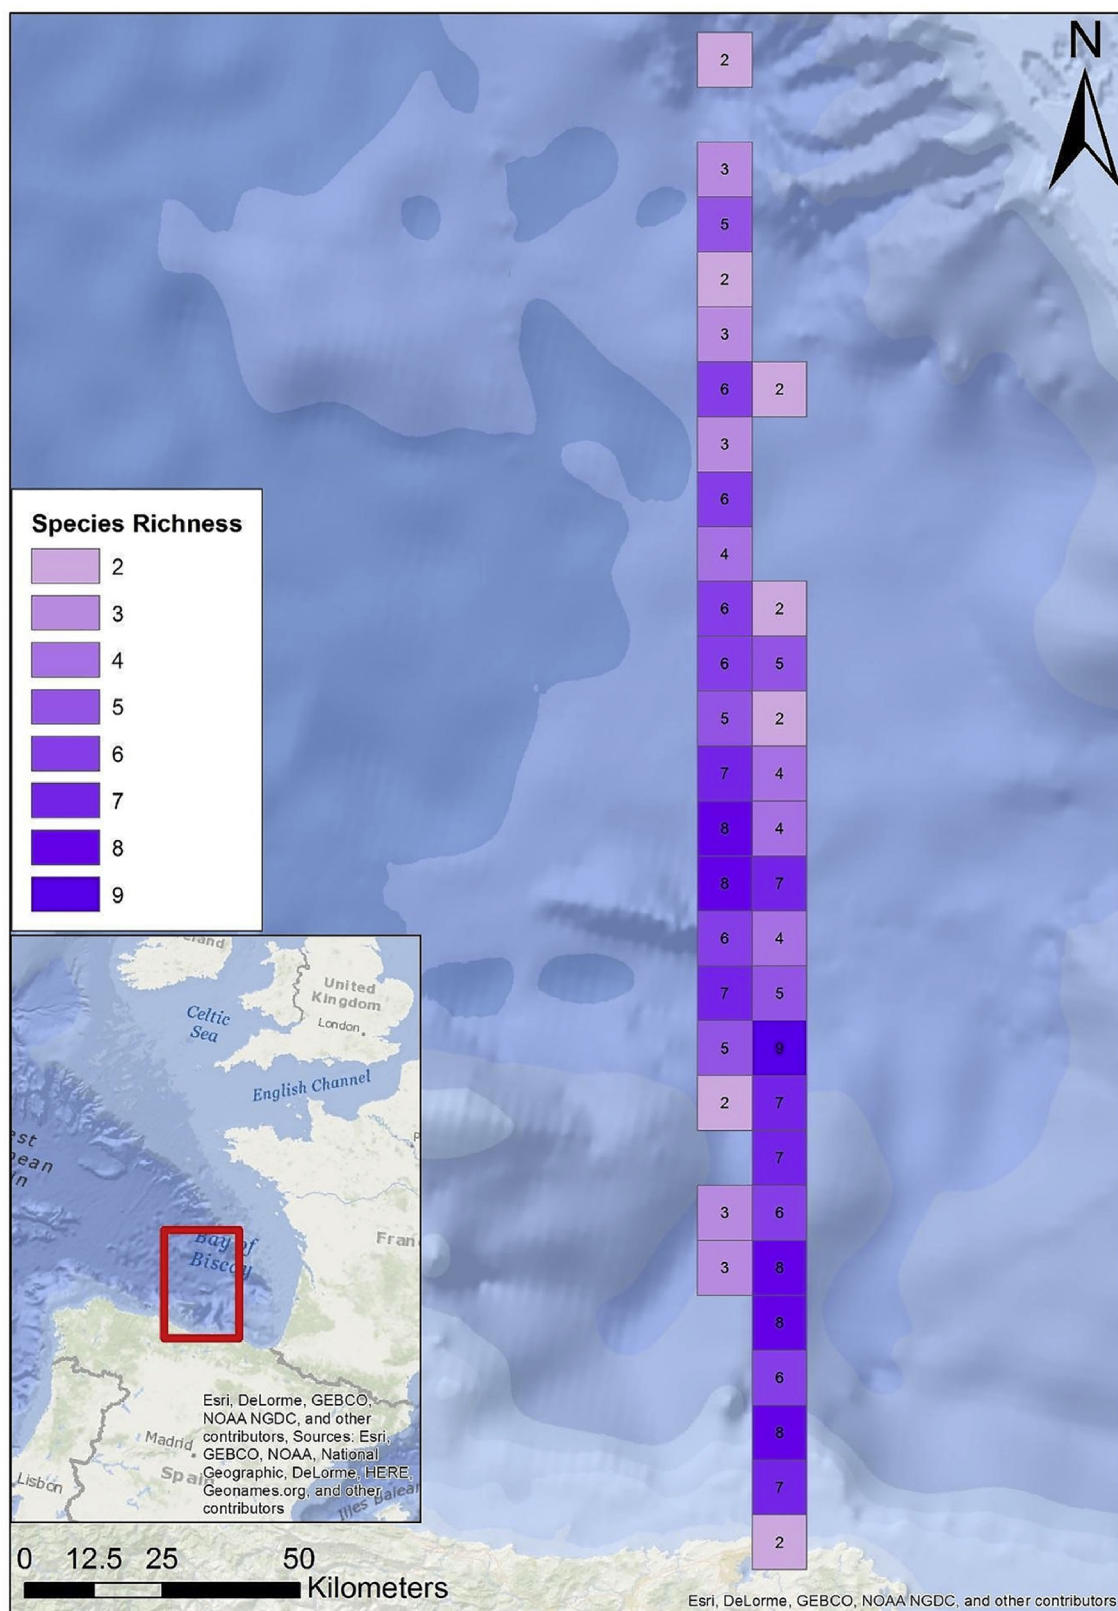 N
2
3
5
2
3
6 2
3
6
4
6 2
6 5
5 2
7 4
8 4
8 7
6 4
7 5
5 9
2 7
7
3 6
3 8
8
6
8
7
2
Species Richness
2
3
4
5
6
7
8
9
United
Kingdom
London
Celtic
Sea
English Channel
Bay of
Biscay
Madrid
Spain
Lisbon
Esri, DeLorme, GEBCO,
NOAA NGDC, and other
contributors, Sources: Esri,
GEBCO, NOAA, National
Geographic, DeLorme, HERE,
Geonames.org, and other
contributors
0 12.5 25 50
Kilometers
Esri, DeLorme, GEBCO, NOAA NGDC, and other contributors